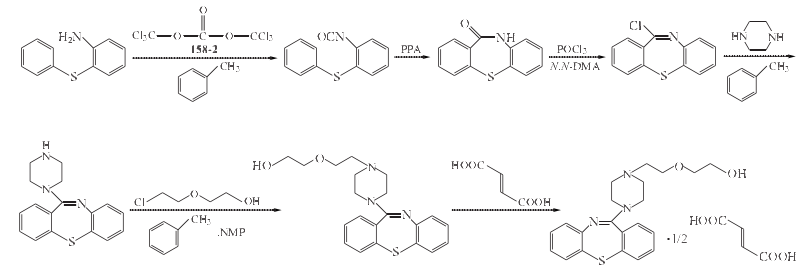 H₂N
S
O
Cl₃C O O CCl₃
158-2
CH₃
OCN
S
PPA
O
NH
S
POCl₃
N.N-DMA
Cl
N
S
HN
NH
CH₃
H
N
N
N
S
Cl O OH
CH₃
.NMP
HO O N
N
N
S
HOOC
COOH
N O OH
N
N
S
·1/2
HOOC
COOH